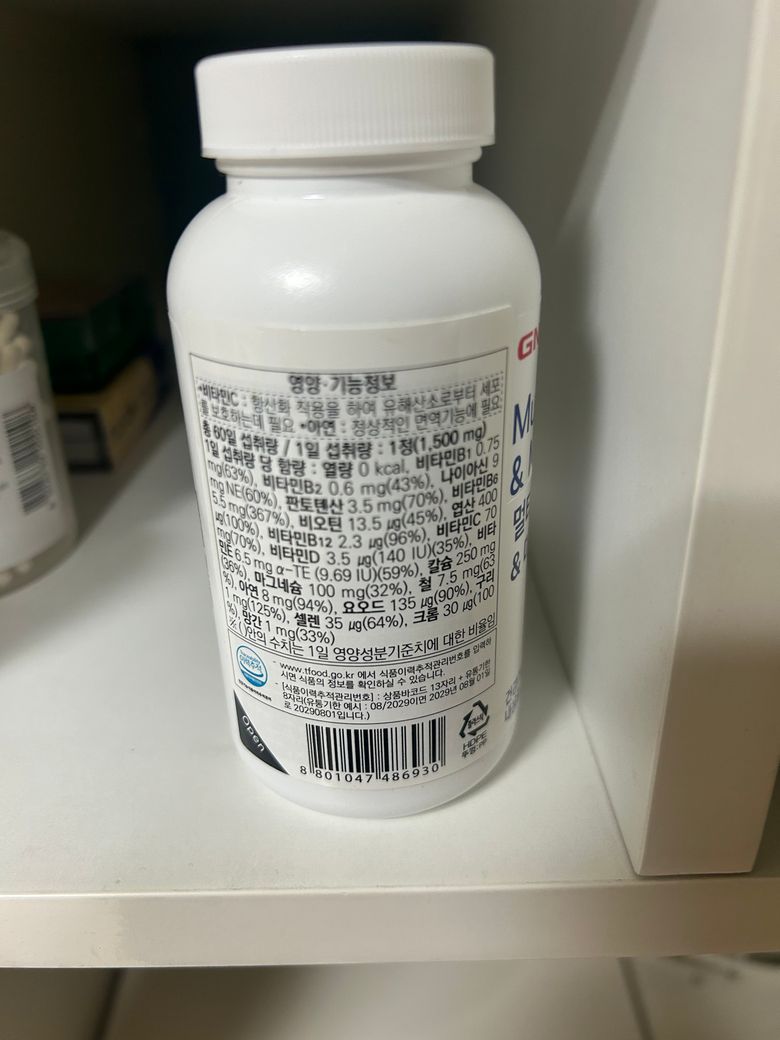 영양·기능정보
•비타민C : 항산화 작용을 하여 유해산소로부터 세포
를 보호하는데 필요 •아연 : 정상적인 면역기능에 필요
총 60일 섭취량 / 1일 섭취량 : 1정(1,500 mg)
1일 섭취량 당 함량 : 열량 0 kcal, 비타민B1 0.75
mg(63%), 비타민B2 0.6 mg(43%), 나이아신 9
mg NE(60%), 판토텐산 3.5 mg(70%), 비타민B6
5.5 mg(367%), 비오틴 13.5 μg(45%), 엽산 400
μg(100%), 비타민B12 2.3 μg(96%), 비타민C 70
mg(70%), 비타민D 3.5 μg(140 IU)(35%), 비타
민E 6.5 mg α-TE (9.69 IU)(59%), 칼슘 250 mg
(36%), 마그네슘 100 mg(32%), 철 7.5 mg(63
%), 아연 8 mg(94%), 요오드 135 μg(90%), 구리
1 mg(125%), 셀렌 35 μg(64%), 크롬 30 μg(100
%), 망간 1 mg(33%)
※( )안의 수치는 1일 영양성분기준치에 대한 비율임
- www.tfood.go.kr 에서 식품이력추적관리번호를 입력하
시면 식품의 정보를 확인하실 수 있습니다.
[식품이력추적관리번호 : 상품바코드 13자리 + 유통기한
8자리(유통기한 예시 : 08/2029이면 2029년 08월 01일
로 20290801입니다.)
Open
8 801047 486930
플라스틱
HDPE
뚜껑:PP
GN
Mu
&
멀티
&